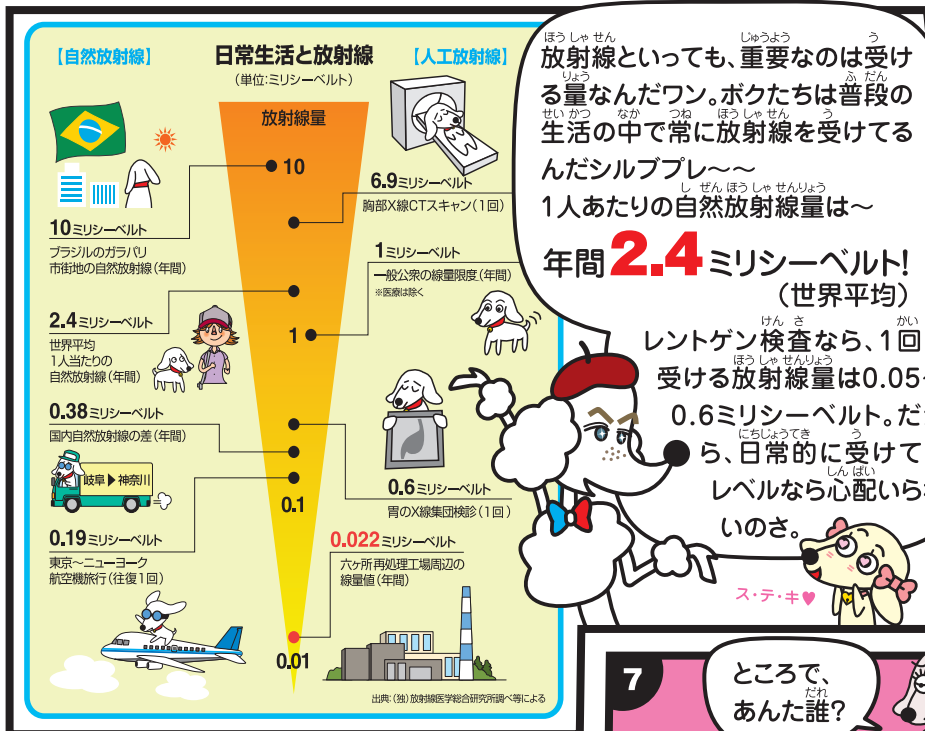 日常生活と放射線
(単位:ミリシーベルト)
【自然放射線】
【人工放射線】
放射線量
10
1
0.1
0.01
10ミリシーベルト
ブラジルのガラパリ
市街地の自然放射線(年間)
2.4ミリシーベルト
世界平均
1人当たりの
自然放射線(年間)
0.38ミリシーベルト
国内自然放射線の差(年間)
岐阜▶神奈川
0.19ミリシーベルト
東京〜ニューヨーク
航空機旅行(往復1回)
6.9ミリシーベルト
胸部X線CTスキャン(1回)
1ミリシーベルト
一般公衆の線量限度(年間)
※医療は除く
0.6ミリシーベルト
胃のX線集団検診(1回)
0.022ミリシーベルト
六ヶ所再処理工場周辺の
線量値(年間)
出典:(独)放射線医学総合研究所調べ等による
放射線といっても、重要なのは受け
る量なんだワン。ボクたちは普段の
生活の中で常に放射線を受けてる
んだシルブプレ〜〜
1人あたりの自然放射線量は〜
年間2.4ミリシーベルト!
(世界平均)
レントゲン検査なら、1回
受ける放射線量は0.05
0.6ミリシーベルト。だ
ら、日常的に受けて
レベルなら心配いら
いのさ。
ス・テ・キ♥
7
ところで、
あんた誰?